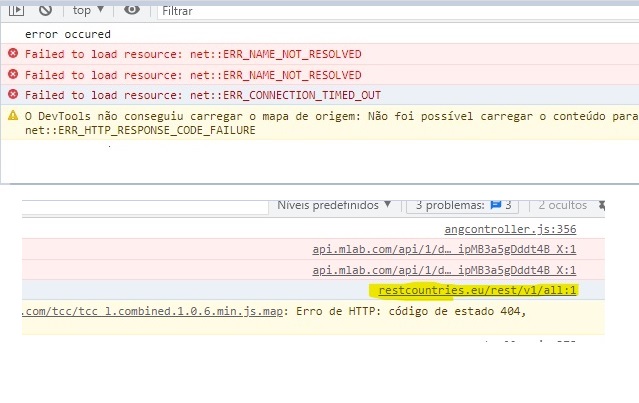 top ▼ Filtrar
error occured
Failed to load resource: net::ERR_NAME_NOT_RESOLVED
Failed to load resource: net::ERR_NAME_NOT_RESOLVED
Failed to load resource: net::ERR_CONNECTION_TIMED_OUT
O DevTools não conseguiu carregar o mapa de origem: Não foi possível carregar o conteúdo para
net::ERR_HTTP_RESPONSE_CODE_FAILURE
Níveis predefinidos ▼ 3 problemas: 3 2 ocultos
angcontroller.js:356
api.mlab.com/api/1/d… ipMB3a5gDddt4B X:1
api.mlab.com/api/1/d… ipMB3a5gDddt4B X:1
restcountries.eu/rest/v1/all:1
.com/tcc/tcc l.combined.1.0.6.min.js.map: Erro de HTTP: código de estado 404,